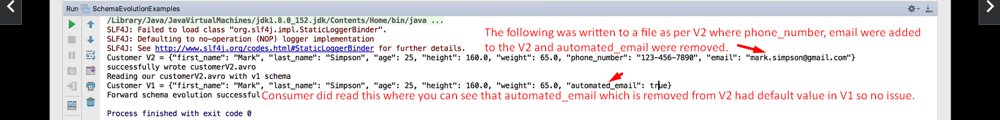 Run SchemaEvolutionExamples
/Library/Java/JavaVirtualMachines/jdk1.8.0_152.jdk/Contents/Home/bin/java ...
SLF4J: Failed to load class "org.slf4j.impl.StaticLoggerBinder".
SLF4J: Defaulting to no-operation (NOP) logger implementation
SLF4J: See http://www.slf4j.org/codes.html#StaticLoggerBinder for further details.
The following was written to a file as per V2 where phone_number, email were added
to the V2 and automated_email were removed.
Customer V2 = {"first_name": "Mark", "last_name": "Simpson", "age": 25, "height": 160.0, "weight": 65.0, "phone_number": "123-456-7890", "email": "mark.simpson@gmail.com"}
successfully wrote customerV2.avro
Reading our customerV2.avro with v1 schema
Customer V1 = {"first_name": "Mark", "last_name": "Simpson", "age": 25, "height": 160.0, "weight": 65.0, "automated_email": true}
Forward schema evolution successful
Consumer did read this where you can see that automated_email which is removed from V2 had default value in V1 so no issue.
Process finished with exit code 0